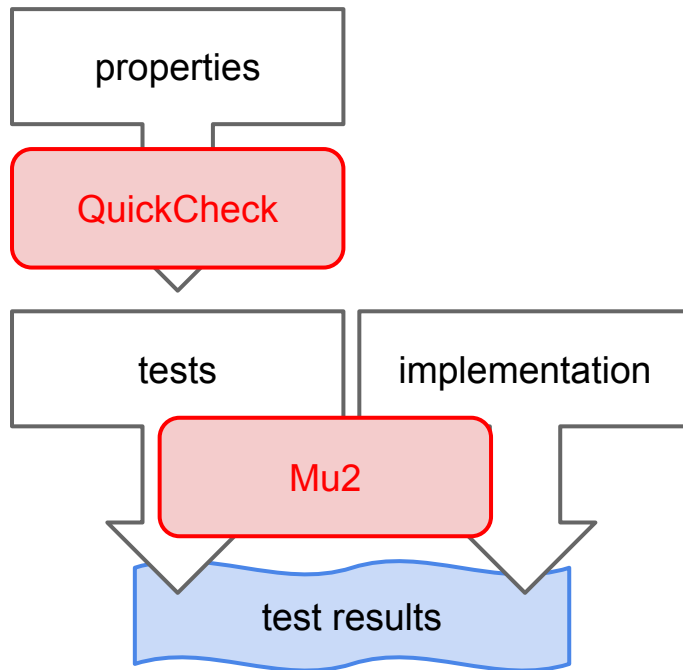 properties
QuickCheck
tests
implementation
Mu2
test results